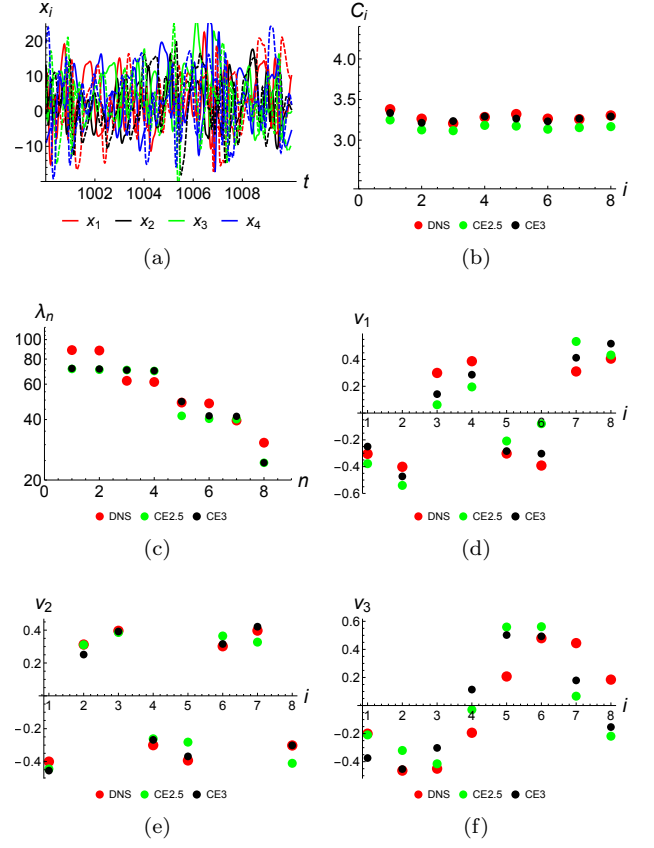 x_i
20
10
0
−10
1002 1004 1006 1008 t
x_1 x_2 x_3 x_4
(a)
C_i
4.0
3.5
3.0
0 2 4 6 8 i
DNS CE2.5 CE3
(b)
λ_n
100
80
60
40
20
0 2 4 6 8 n
DNS CE2.5 CE3
(c)
v_1
0.4
0.2
1 2 3 4 5 6 7 8 i
−0.2
−0.4
−0.6
DNS CE2.5 CE3
(d)
v_2
0.4
0.2
1 2 3 4 5 6 7 8 i
−0.2
−0.4
DNS CE2.5 CE3
(e)
v_3
0.6
0.4
0.2
1 2 3 4 5 6 7 8 i
−0.2
−0.4
DNS CE2.5 CE3
(f)